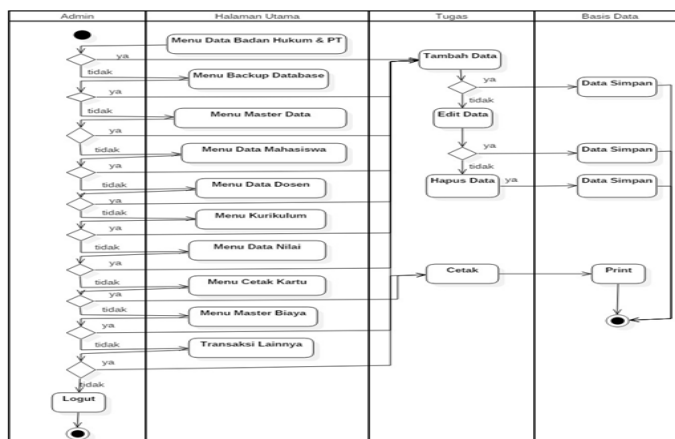 Admin
Halaman Utama
Tugas
Basis Data
Menu Data Badan Hukum & PT
ya
Tambah Data
tidak
Menu Backup Database
ya
Data Simpan
ya
tidak
Menu Master Data
Edit Data
ya
tidak
Menu Data Mahasiswa
ya
Data Simpan
ya
tidak
tidak
Menu Data Dosen
Hapus Data
ya
Data Simpan
ya
tidak
Menu Kurikulum
ya
tidak
Menu Data Nilai
ya
Cetak
Print
tidak
Menu Cetak Kartu
ya
tidak
Menu Master Biaya
ya
tidak
Transaksi Lainnya
ya
tidak
Logut